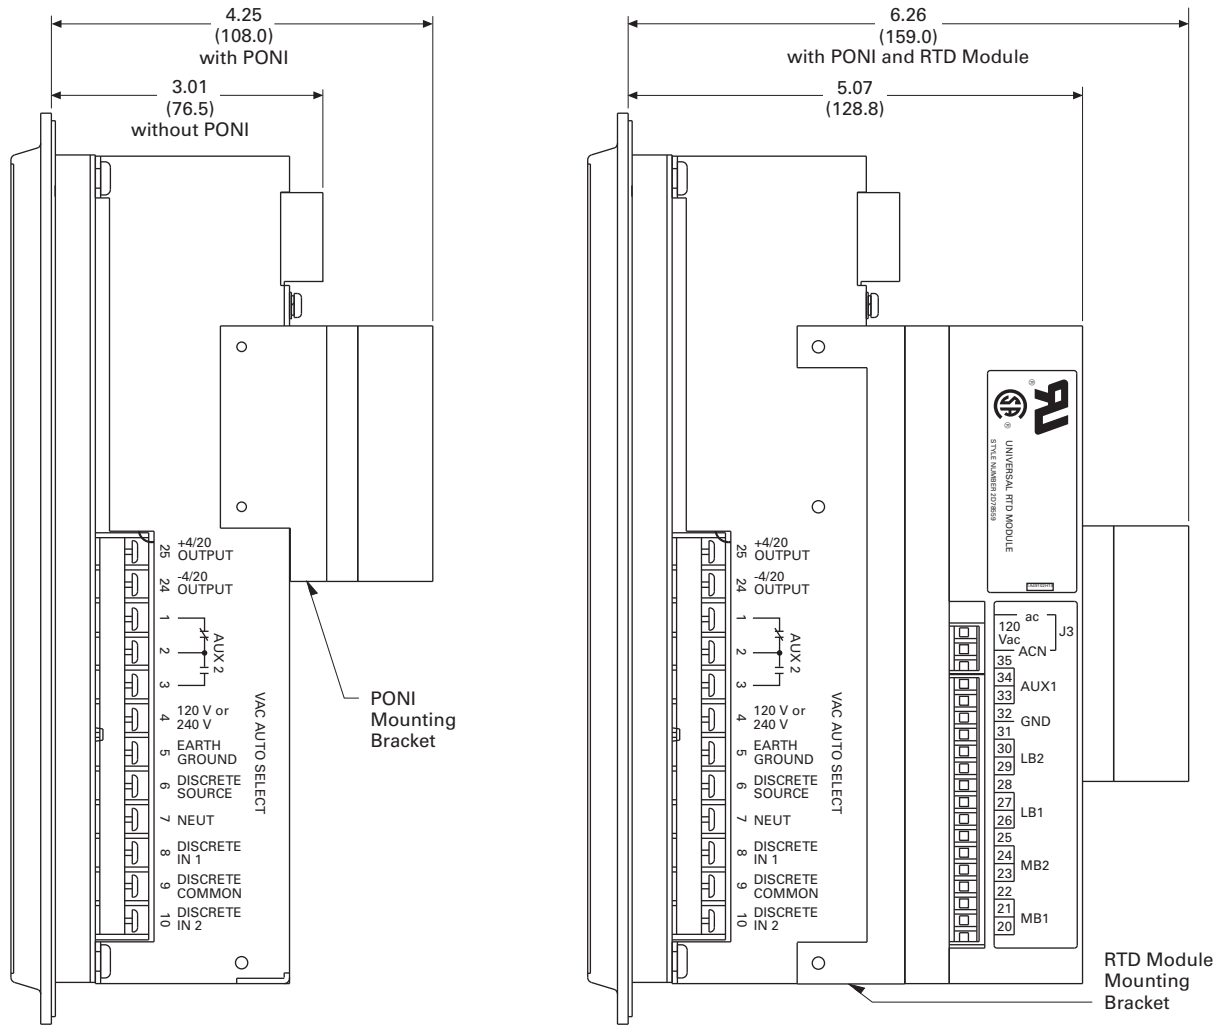 4.25
(108.0)
with PONI
3.01
(76.5)
without PONI
25
+4/20
OUTPUT
24
-4/20
OUTPUT
1
2
3
AUX 2
4
120 V or
240 V
5
EARTH
GROUND
6
DISCRETE
SOURCE
7
NEUT
8
DISCRETE
IN 1
9
DISCRETE
COMMON
10
DISCRETE
IN 2
VAC AUTO SELECT
PONI
Mounting
Bracket
6.26
(159.0)
with PONI and RTD Module
5.07
(128.8)
25
+4/20
OUTPUT
24
-4/20
OUTPUT
1
2
3
AUX 2
4
120 V or
240 V
5
EARTH
GROUND
6
DISCRETE
SOURCE
7
NEUT
8
DISCRETE
IN 1
9
DISCRETE
COMMON
10
DISCRETE
IN 2
VAC AUTO SELECT
SA ®
®
UNIVERSAL RTD MODULE
STYLE NUMBER 2D78559
ac
120
Vac
ACN
J3
35
34
33
AUX1
32
GND
31
30
29
LB2
28
27
26
LB1
25
24
23
MB2
22
21
20
MB1
RTD Module
Mounting
Bracket